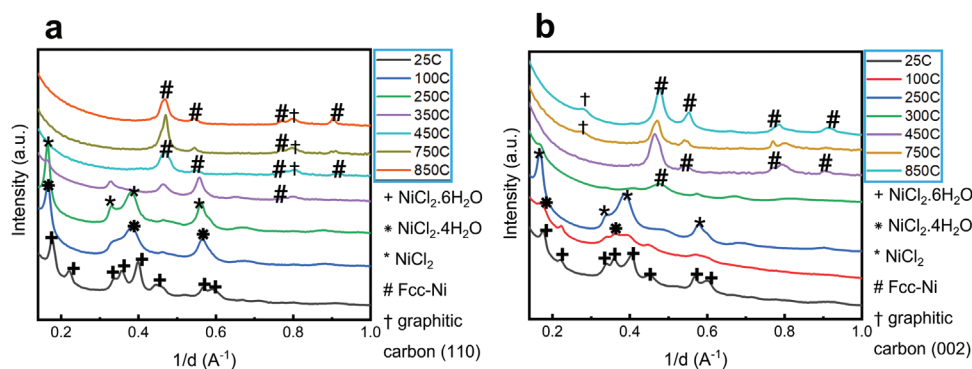 a
Intensity (a.u.)
0.2 0.4 0.6 0.8 1.0
1/d (A⁻¹)
* # # # † #
# # # † #
* * * #
* * *
+ + + + + + + +
25C
100C
250C
350C
450C
750C
850C
+ NiCl₂.6H₂O
⁕ NiCl₂.4H₂O
* NiCl₂
# Fcc-Ni
† graphitic
carbon (110)
b
Intensity (a.u.)
0.2 0.4 0.6 0.8 1.0
1/d (A⁻¹)
† # # # #
†
* # # # #
* * * *
* *
+ + + + + + + +
25C
100C
250C
300C
450C
750C
850C
+ NiCl₂.6H₂O
⁕ NiCl₂.4H₂O
* NiCl₂
# Fcc-Ni
† graphitic
carbon (002)